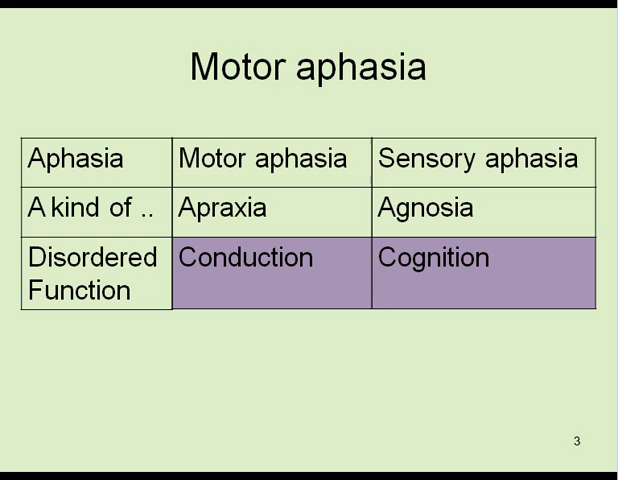 Motor aphasia
Aphasia Motor aphasia Sensory aphasia
A kind of .. Apraxia Agnosia
Disordered Conduction Cognition
Function
3